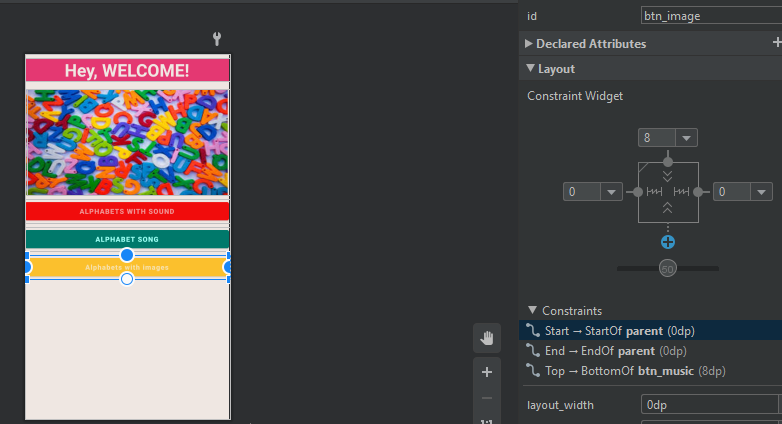 id
btn_image
Declared Attributes
Layout
Constraint Widget
8
0
0
50
Constraints
Start → StartOf parent (0dp)
End → EndOf parent (0dp)
Top → BottomOf btn_music (8dp)
layout_width
0dp
Hey, WELCOME!
ALPHABETS WITH SOUND
ALPHABET SONG
Alphabets with images